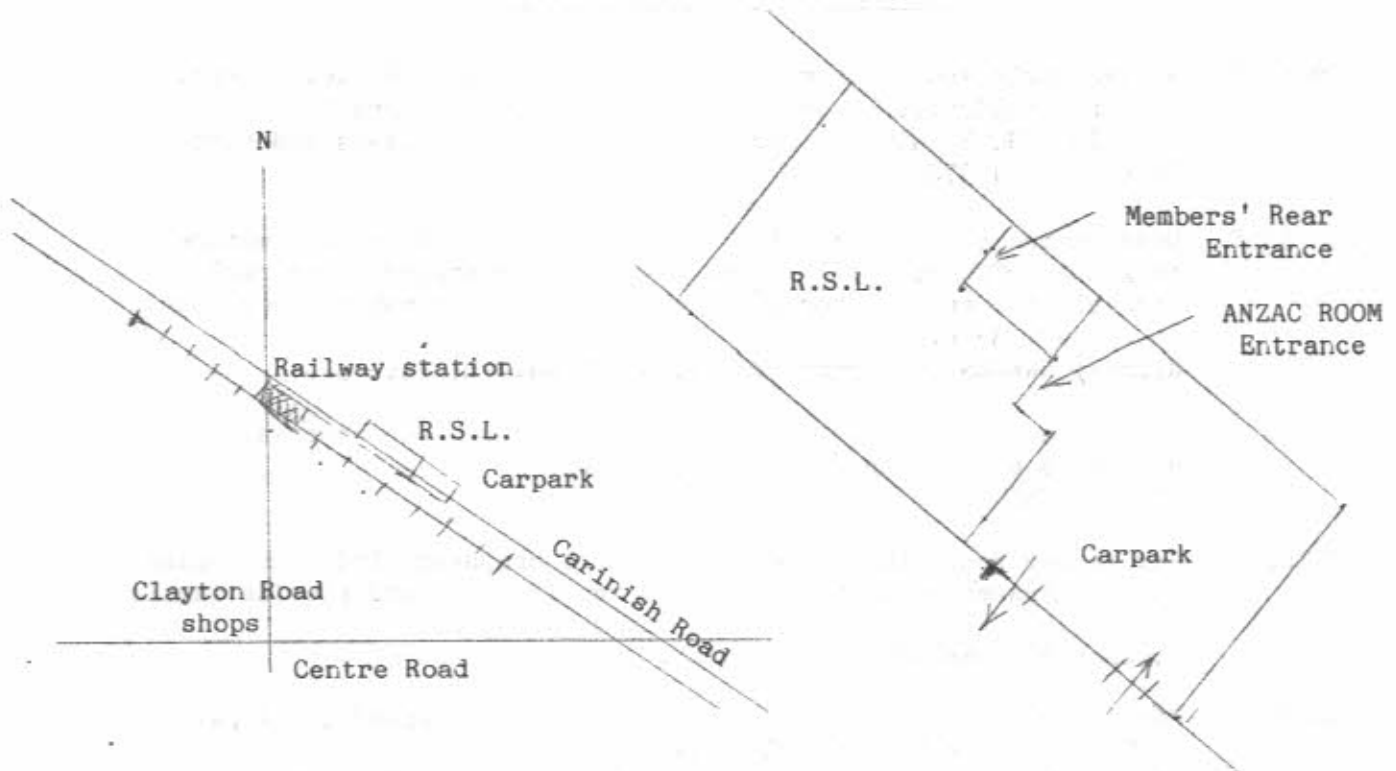 N
Railway station
R.S.L.
Carpark
Carinish Road
Clayton Road
shops
Centre Road
Members' Rear
Entrance
R.S.L.
ANZAC ROOM
Entrance
Carpark